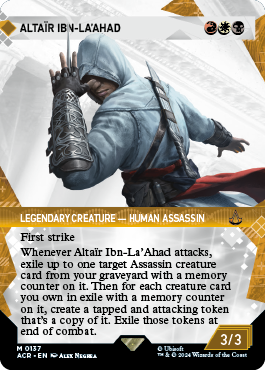 ALTAÏR IBN-LA'AHAD
LEGENDARY CREATURE — HUMAN ASSASSIN
First strike
Whenever Altaïr Ibn-La'Ahad attacks,
exile up to one target Assassin creature
card from your graveyard with a memory
counter on it. Then for each creature card
you own in exile with a memory counter
on it, create a tapped and attacking token
that's a copy of it. Exile those tokens at
end of combat.
3/3
M 0137
ACR • EN Alex Negrea
© Ubisoft
™ & © 2024 Wizards of the Coast